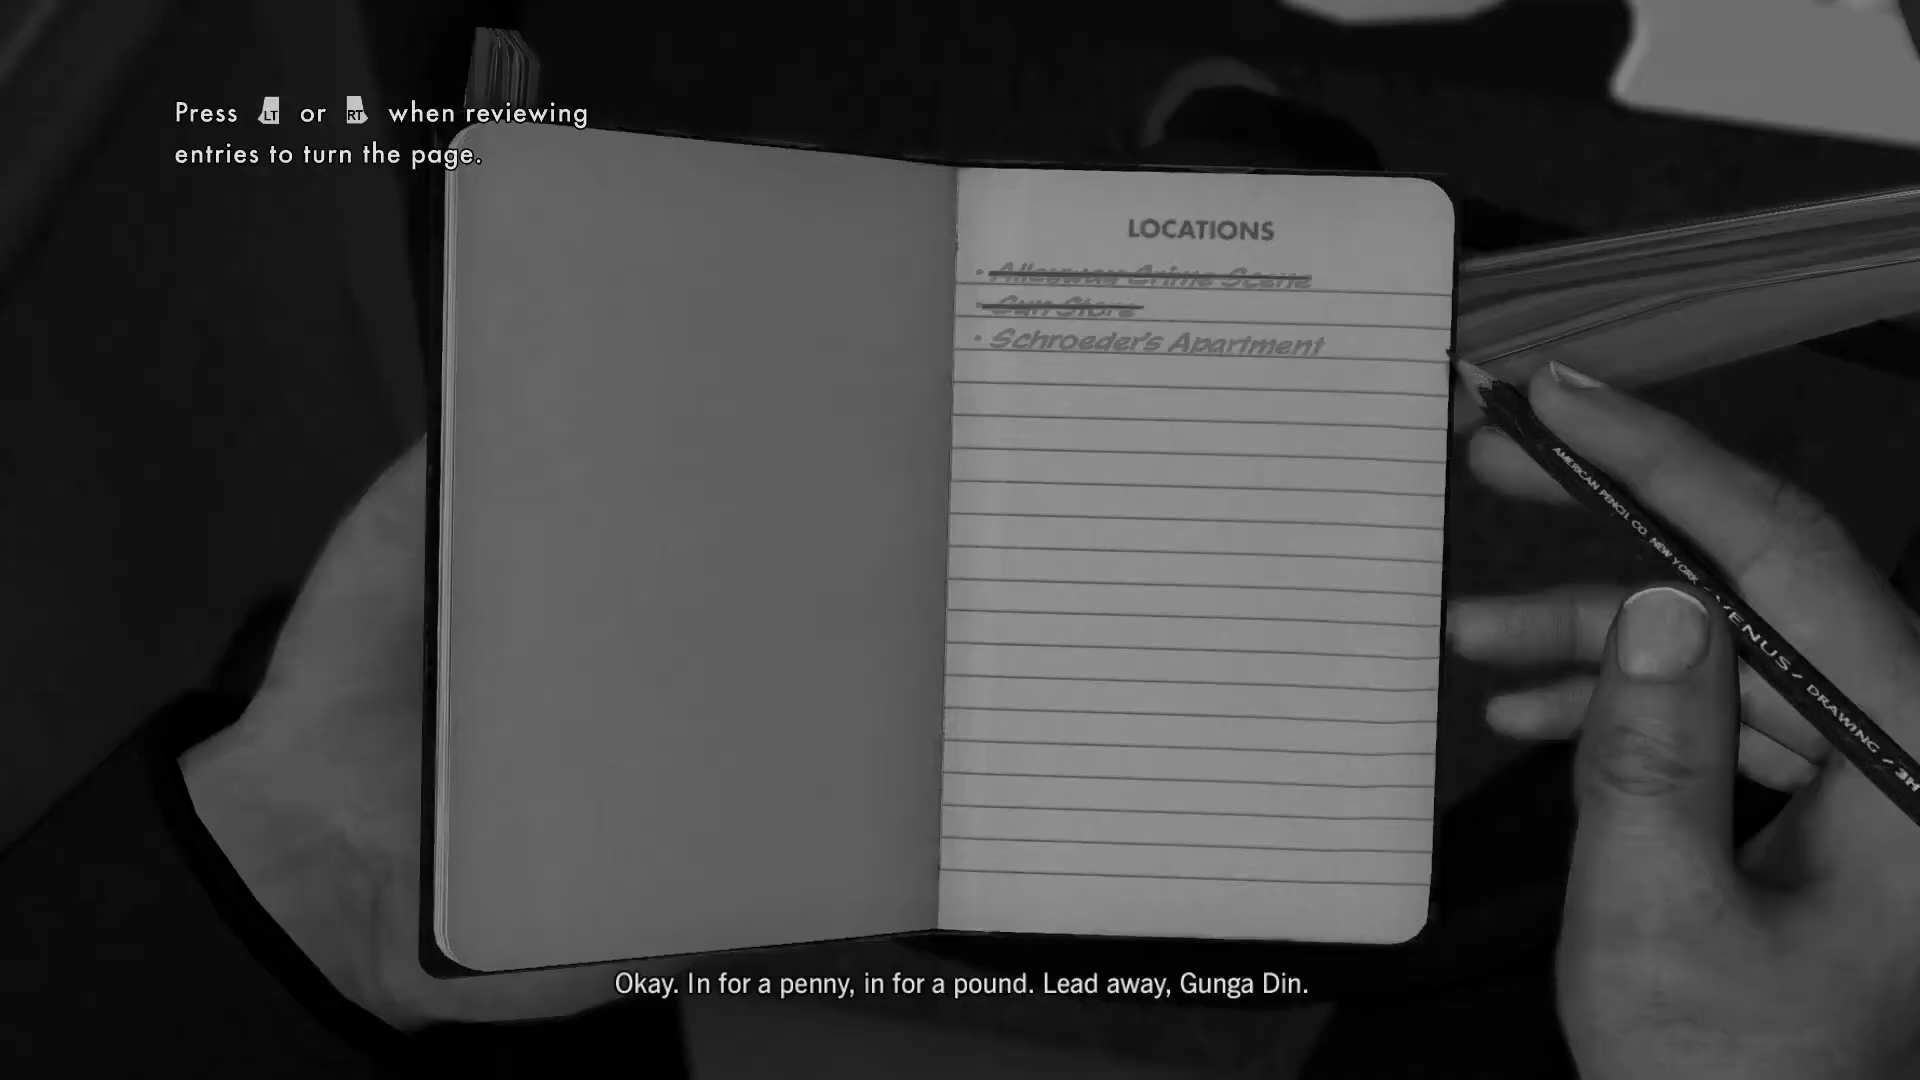 Press LT or RT when reviewing
entries to turn the page.
LOCATIONS
• Alleyway Crime Scene
• Gun Store
• Schroeder's Apartment
AMERICAN PENCIL CO. NEW YORK VENUS / DRAWING / 3H
Okay. In for a penny, in for a pound. Lead away, Gunga Din.